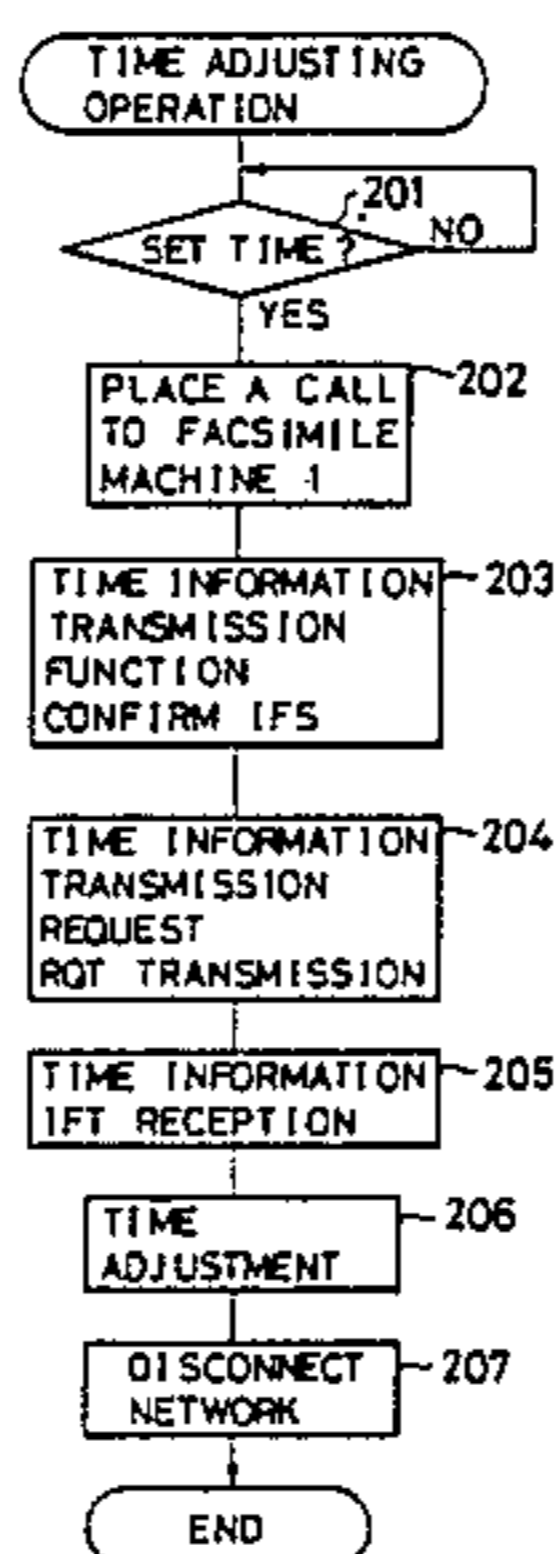 TIME ADJUSTING
OPERATION
201
SET TIME?
NO
YES
PLACE A CALL
TO FACSIMILE
MACHINE 1
202
TIME INFORMATION
TRANSMISSION
FUNCTION
CONFIRM IFS
203
TIME INFORMATION
TRANSMISSION
REQUEST
RQT TRANSMISSION
204
TIME INFORMATION
IFT RECEPTION
205
TIME
ADJUSTMENT
206
DISCONNECT
NETWORK
207
END